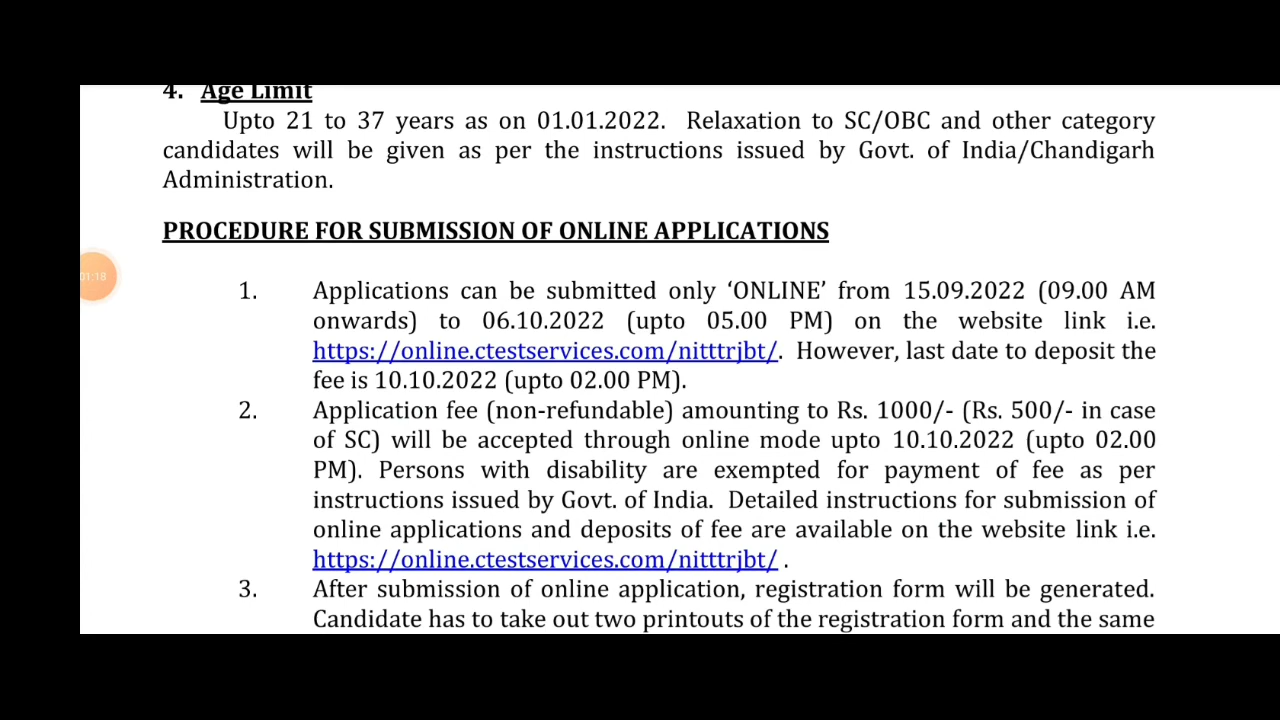 4. Age Limit
Upto 21 to 37 years as on 01.01.2022. Relaxation to SC/OBC and other category
candidates will be given as per the instructions issued by Govt. of India/Chandigarh
Administration.
PROCEDURE FOR SUBMISSION OF ONLINE APPLICATIONS
1. Applications can be submitted only ‘ONLINE’ from 15.09.2022 (09.00 AM
onwards) to 06.10.2022 (upto 05.00 PM) on the website link i.e.
https://online.ctestservices.com/nitttrjbt/. However, last date to deposit the
fee is 10.10.2022 (upto 02.00 PM).
2. Application fee (non-refundable) amounting to Rs. 1000/- (Rs. 500/- in case
of SC) will be accepted through online mode upto 10.10.2022 (upto 02.00
PM). Persons with disability are exempted for payment of fee as per
instructions issued by Govt. of India. Detailed instructions for submission of
online applications and deposits of fee are available on the website link i.e.
https://online.ctestservices.com/nitttrjbt/ .
3. After submission of online application, registration form will be generated.
Candidate has to take out two printouts of the registration form and the same
01:18